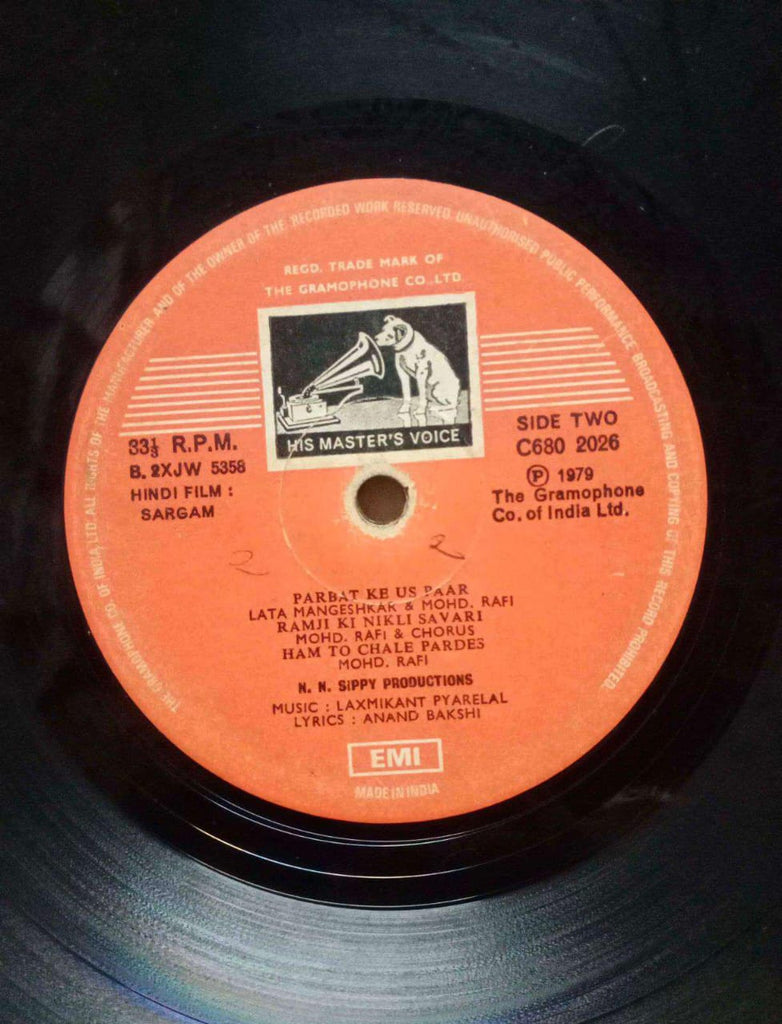 THE GRAMOPHONE CO. OF INDIA LTD. ALL RIGHTS OF THE MANUFACTURER AND OF THE OWNER OF THE RECORDED WORK RESERVED. UNAUTHORISED PUBLIC PERFORMANCE BROADCASTING AND COPYING OF THIS RECORD PROHIBITED.
REGD. TRADE MARK OF
THE GRAMOPHONE CO. LTD.
HIS MASTER'S VOICE
33⅓ R.P.M.
B. 2XJW 5358
HINDI FILM :
SARGAM
SIDE TWO
C680 2026
Ⓟ 1979
The Gramophone
Co. of India Ltd.
2 2
PARBAT KE US PAAR
LATA MANGESHKAR & MOHD. RAFI
RAMJI KI NIKLI SAVARI
MOHD. RAFI & CHORUS
HAM TO CHALE PARDES
MOHD. RAFI
N. N. SIPPY PRODUCTIONS
MUSIC : LAXMIKANT PYARELAL
LYRICS : ANAND BAKSHI
EMI
MADE IN INDIA